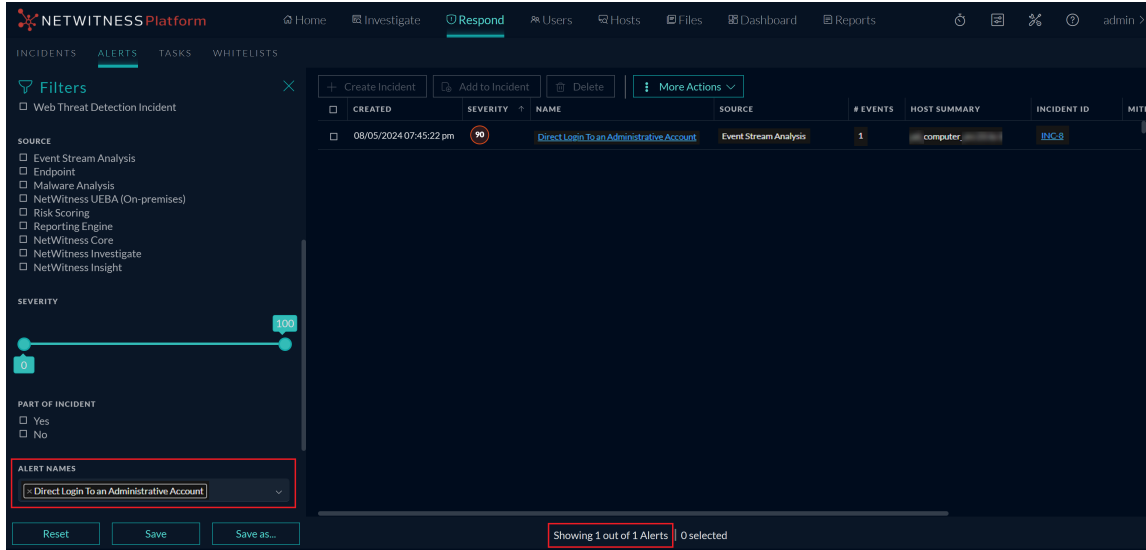 NETWITNESS Platform
Home Investigate Respond Users Hosts Files Dashboard Reports admin >
INCIDENTS ALERTS TASKS WHITELISTS
Filters
Web Threat Detection Incident
SOURCE
Event Stream Analysis
Endpoint
Malware Analysis
NetWitness UEBA (On-premises)
Risk Scoring
Reporting Engine
NetWitness Core
NetWitness Investigate
NetWitness Insight
SEVERITY
100
0
PART OF INCIDENT
Yes
No
ALERT NAMES
× Direct Login To an Administrative Account
Reset Save Save as...
+ Create Incident Add to Incident Delete More Actions
CREATED SEVERITY ↑ NAME SOURCE # EVENTS HOST SUMMARY INCIDENT ID MITI
08/05/2024 07:45:22 pm 90 Direct Login To an Administrative Account Event Stream Analysis 1 computer INC-8
Showing 1 out of 1 Alerts | 0 selected